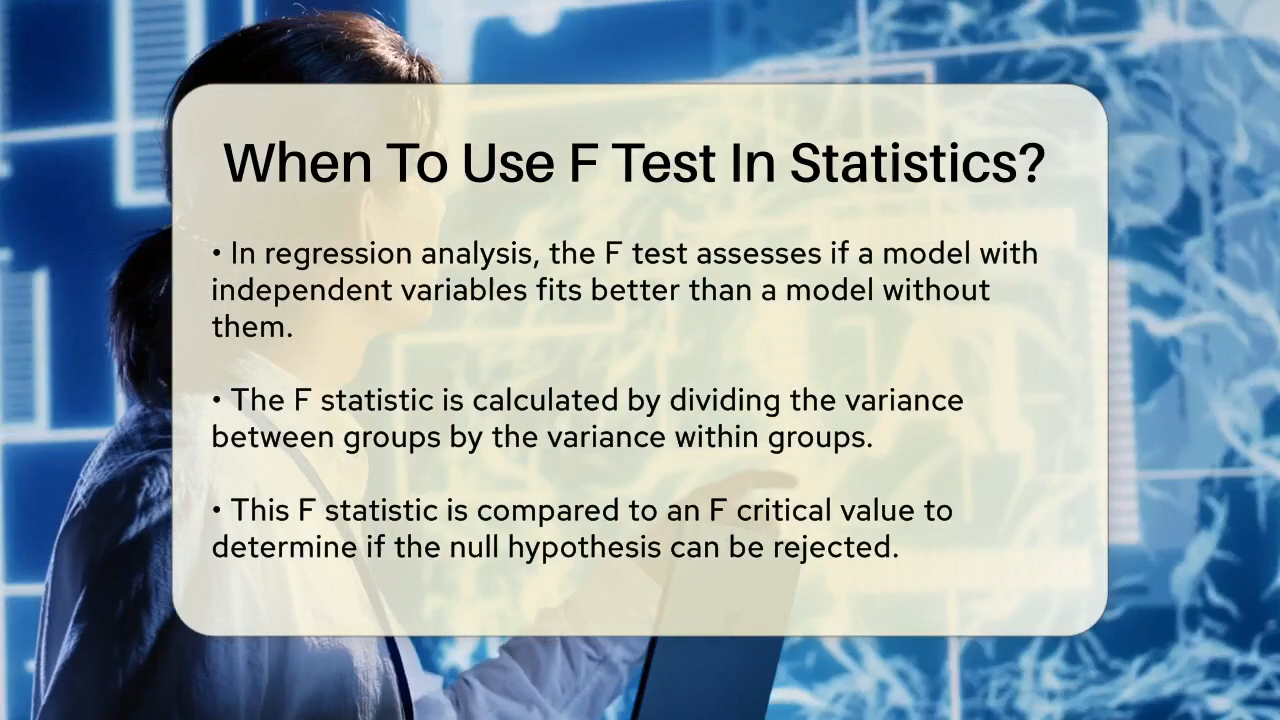 When To Use F Test In Statistics?
• In regression analysis, the F test assesses if a model with
independent variables fits better than a model without
them.
• The F statistic is calculated by dividing the variance
between groups by the variance within groups.
• This F statistic is compared to an F critical value to
determine if the null hypothesis can be rejected.